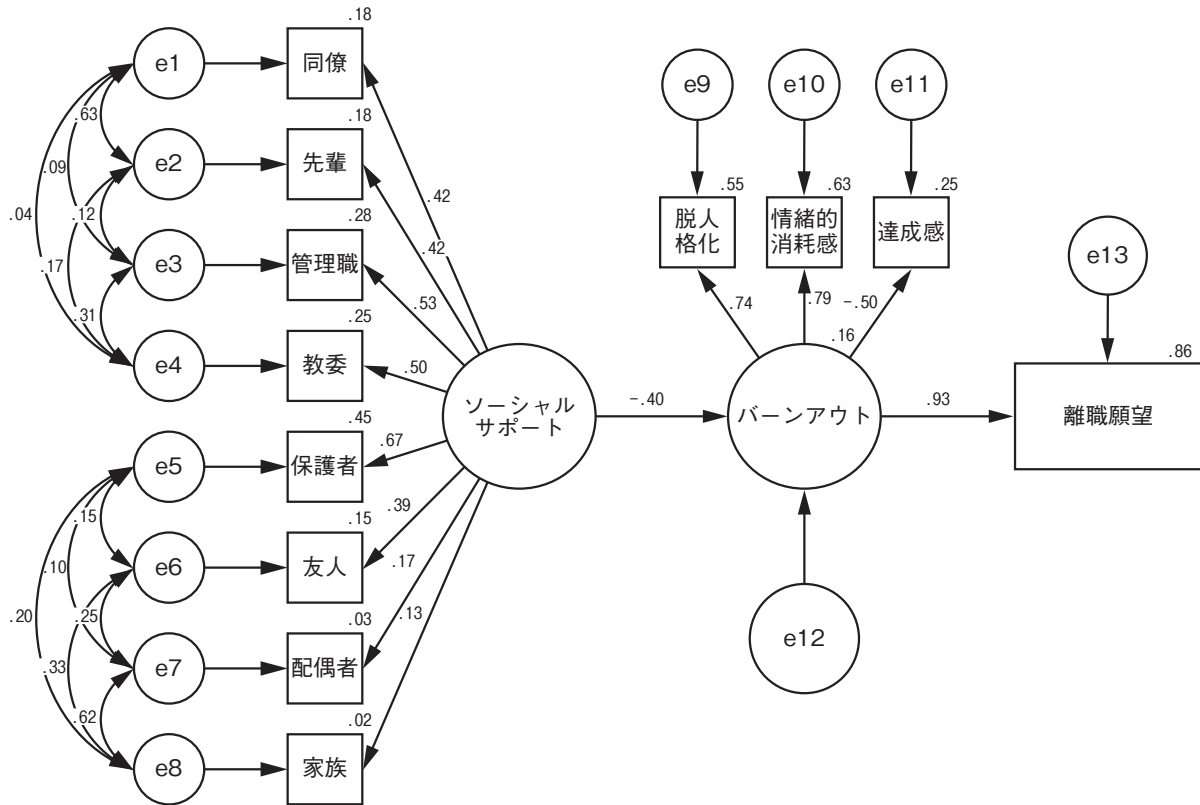 .18
e1
同僚
.63
.18
e2
先輩
.09
.42
.04
.12
.28
.42
e3
管理職
.17
.53
.31
.25
e4
教委
.50
ソーシャル
サポート
-.40
.45
e5
保護者
.67
.15
.39
.15
e6
友人
.10
.17
.20
.25
.03
.13
e7
配偶者
.33
.62
.02
e8
家族
e9
e10
e11
.55
.63
.25
脱人
格化
情緒的
消耗感
達成感
.74
.79
-.50
.16
バーンアウト
.93
e12
e13
.86
離職願望